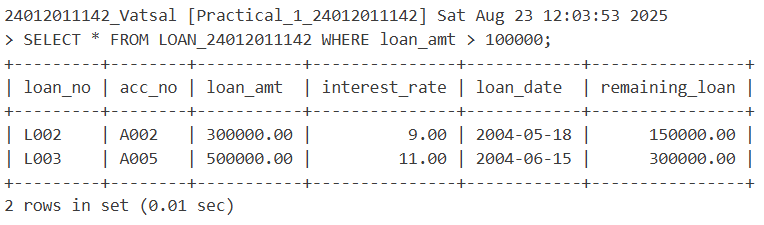 24012011142_Vatsal [Practical_1_24012011142] Sat Aug 23 12:03:53 2025
> SELECT * FROM LOAN_24012011142 WHERE loan_amt > 100000;
+---------+--------+-----------+---------------+------------+----------------+
| loan_no | acc_no | loan_amt  | interest_rate | loan_date  | remaining_loan |
+---------+--------+-----------+---------------+------------+----------------+
| L002    | A002   | 300000.00 |          9.00 | 2004-05-18 |      150000.00 |
| L003    | A005   | 500000.00 |         11.00 | 2004-06-15 |      300000.00 |
+---------+--------+-----------+---------------+------------+----------------+
2 rows in set (0.01 sec)